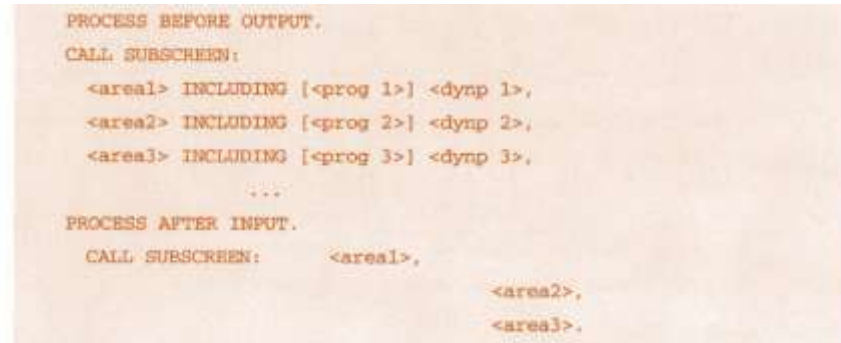 PROCESS BEFORE OUTPUT.
CALL SUBSCREEN:
<area1> INCLUDING [<prog 1>] <dynp 1>,
<area2> INCLUDING [<prog 2>] <dynp 2>,
<area3> INCLUDING [<prog 3>] <dynp 3>,
...
PROCESS AFTER INPUT.
CALL SUBSCREEN: <area1>,
<area2>,
<area3>.